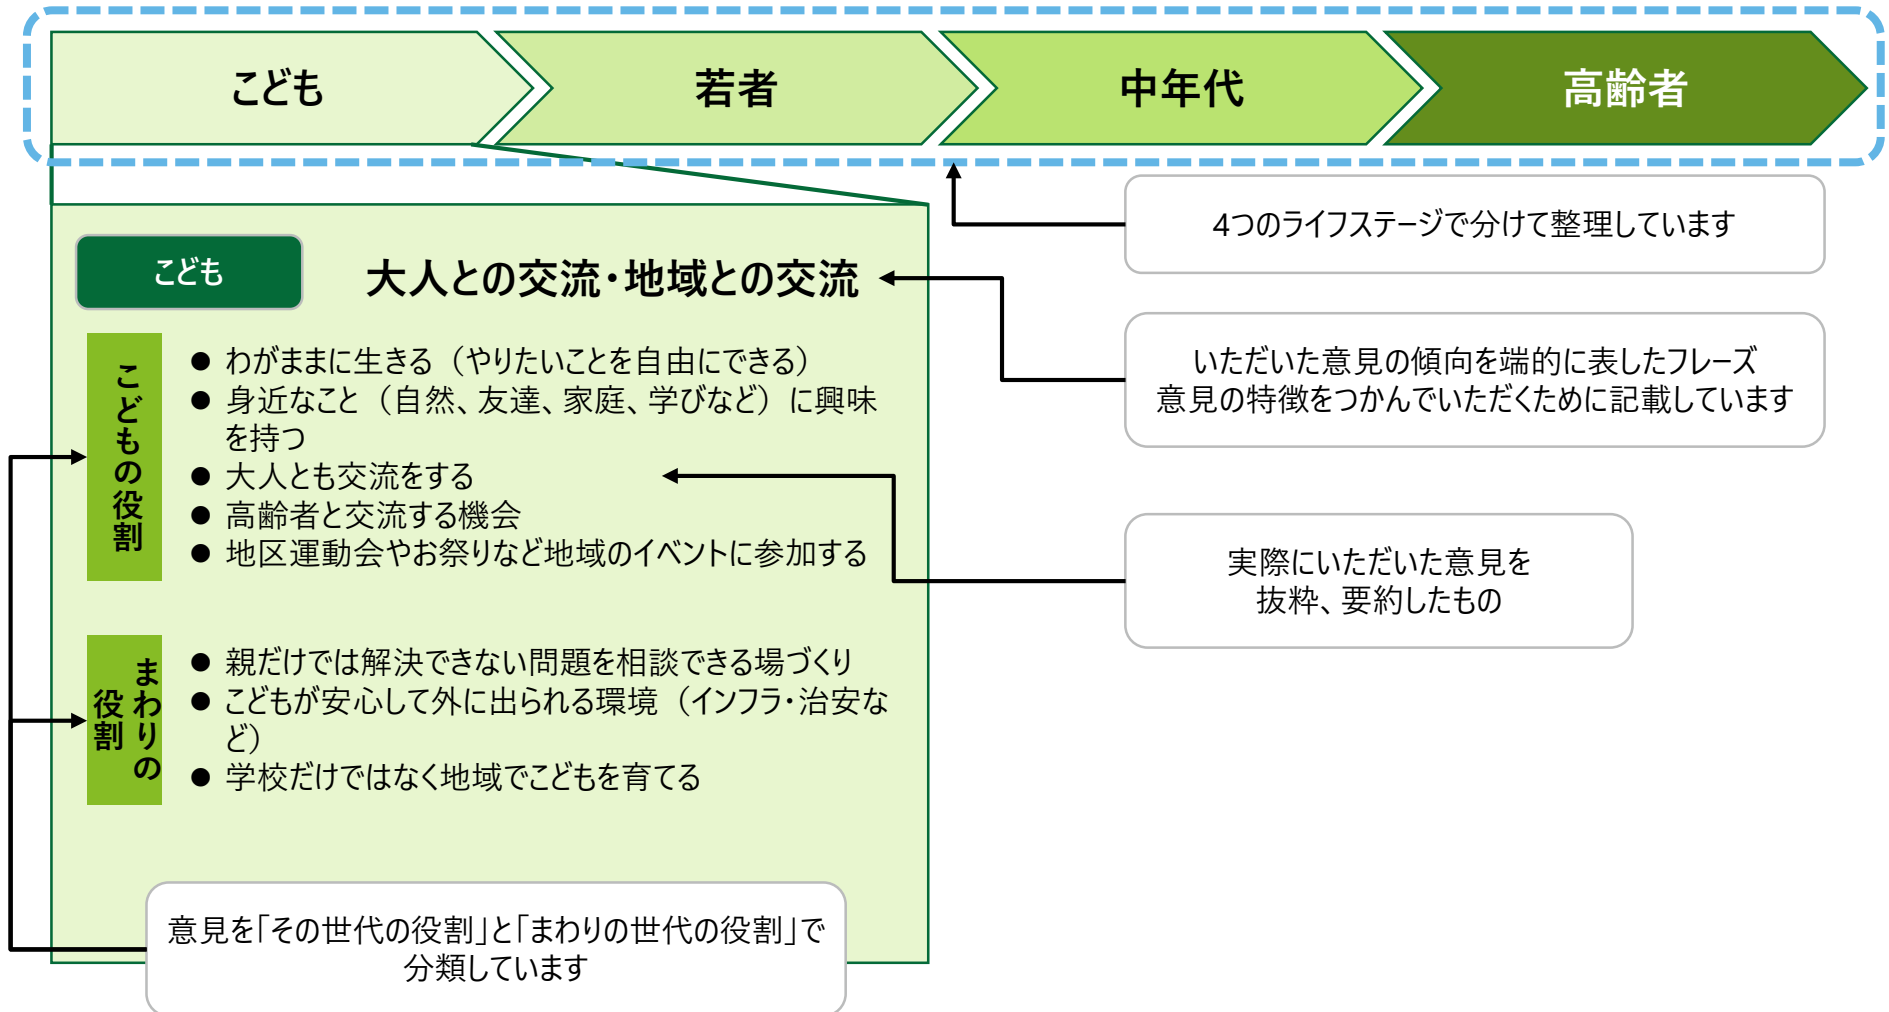 こども
若者
中年代
高齢者
4つのライフステージで分けて整理しています
こども
大人との交流・地域との交流
いただいた意見の傾向を端的に表したフレーズ
意見の特徴をつかんでいただくために記載しています
こどもの役割
● わがままに生きる（やりたいことを自由にできる）
● 身近なこと（自然、友達、家庭、学びなど）に興味
を持つ
● 大人とも交流をする
● 高齢者と交流する機会
● 地区運動会やお祭りなど地域のイベントに参加する
実際にいただいた意見を
抜粋、要約したもの
まわりの
役割
● 親だけでは解決できない問題を相談できる場づくり
● こどもが安心して外に出られる環境（インフラ・治安な
ど）
● 学校だけではなく地域でこどもを育てる
意見を「その世代の役割」と「まわりの世代の役割」で
分類しています